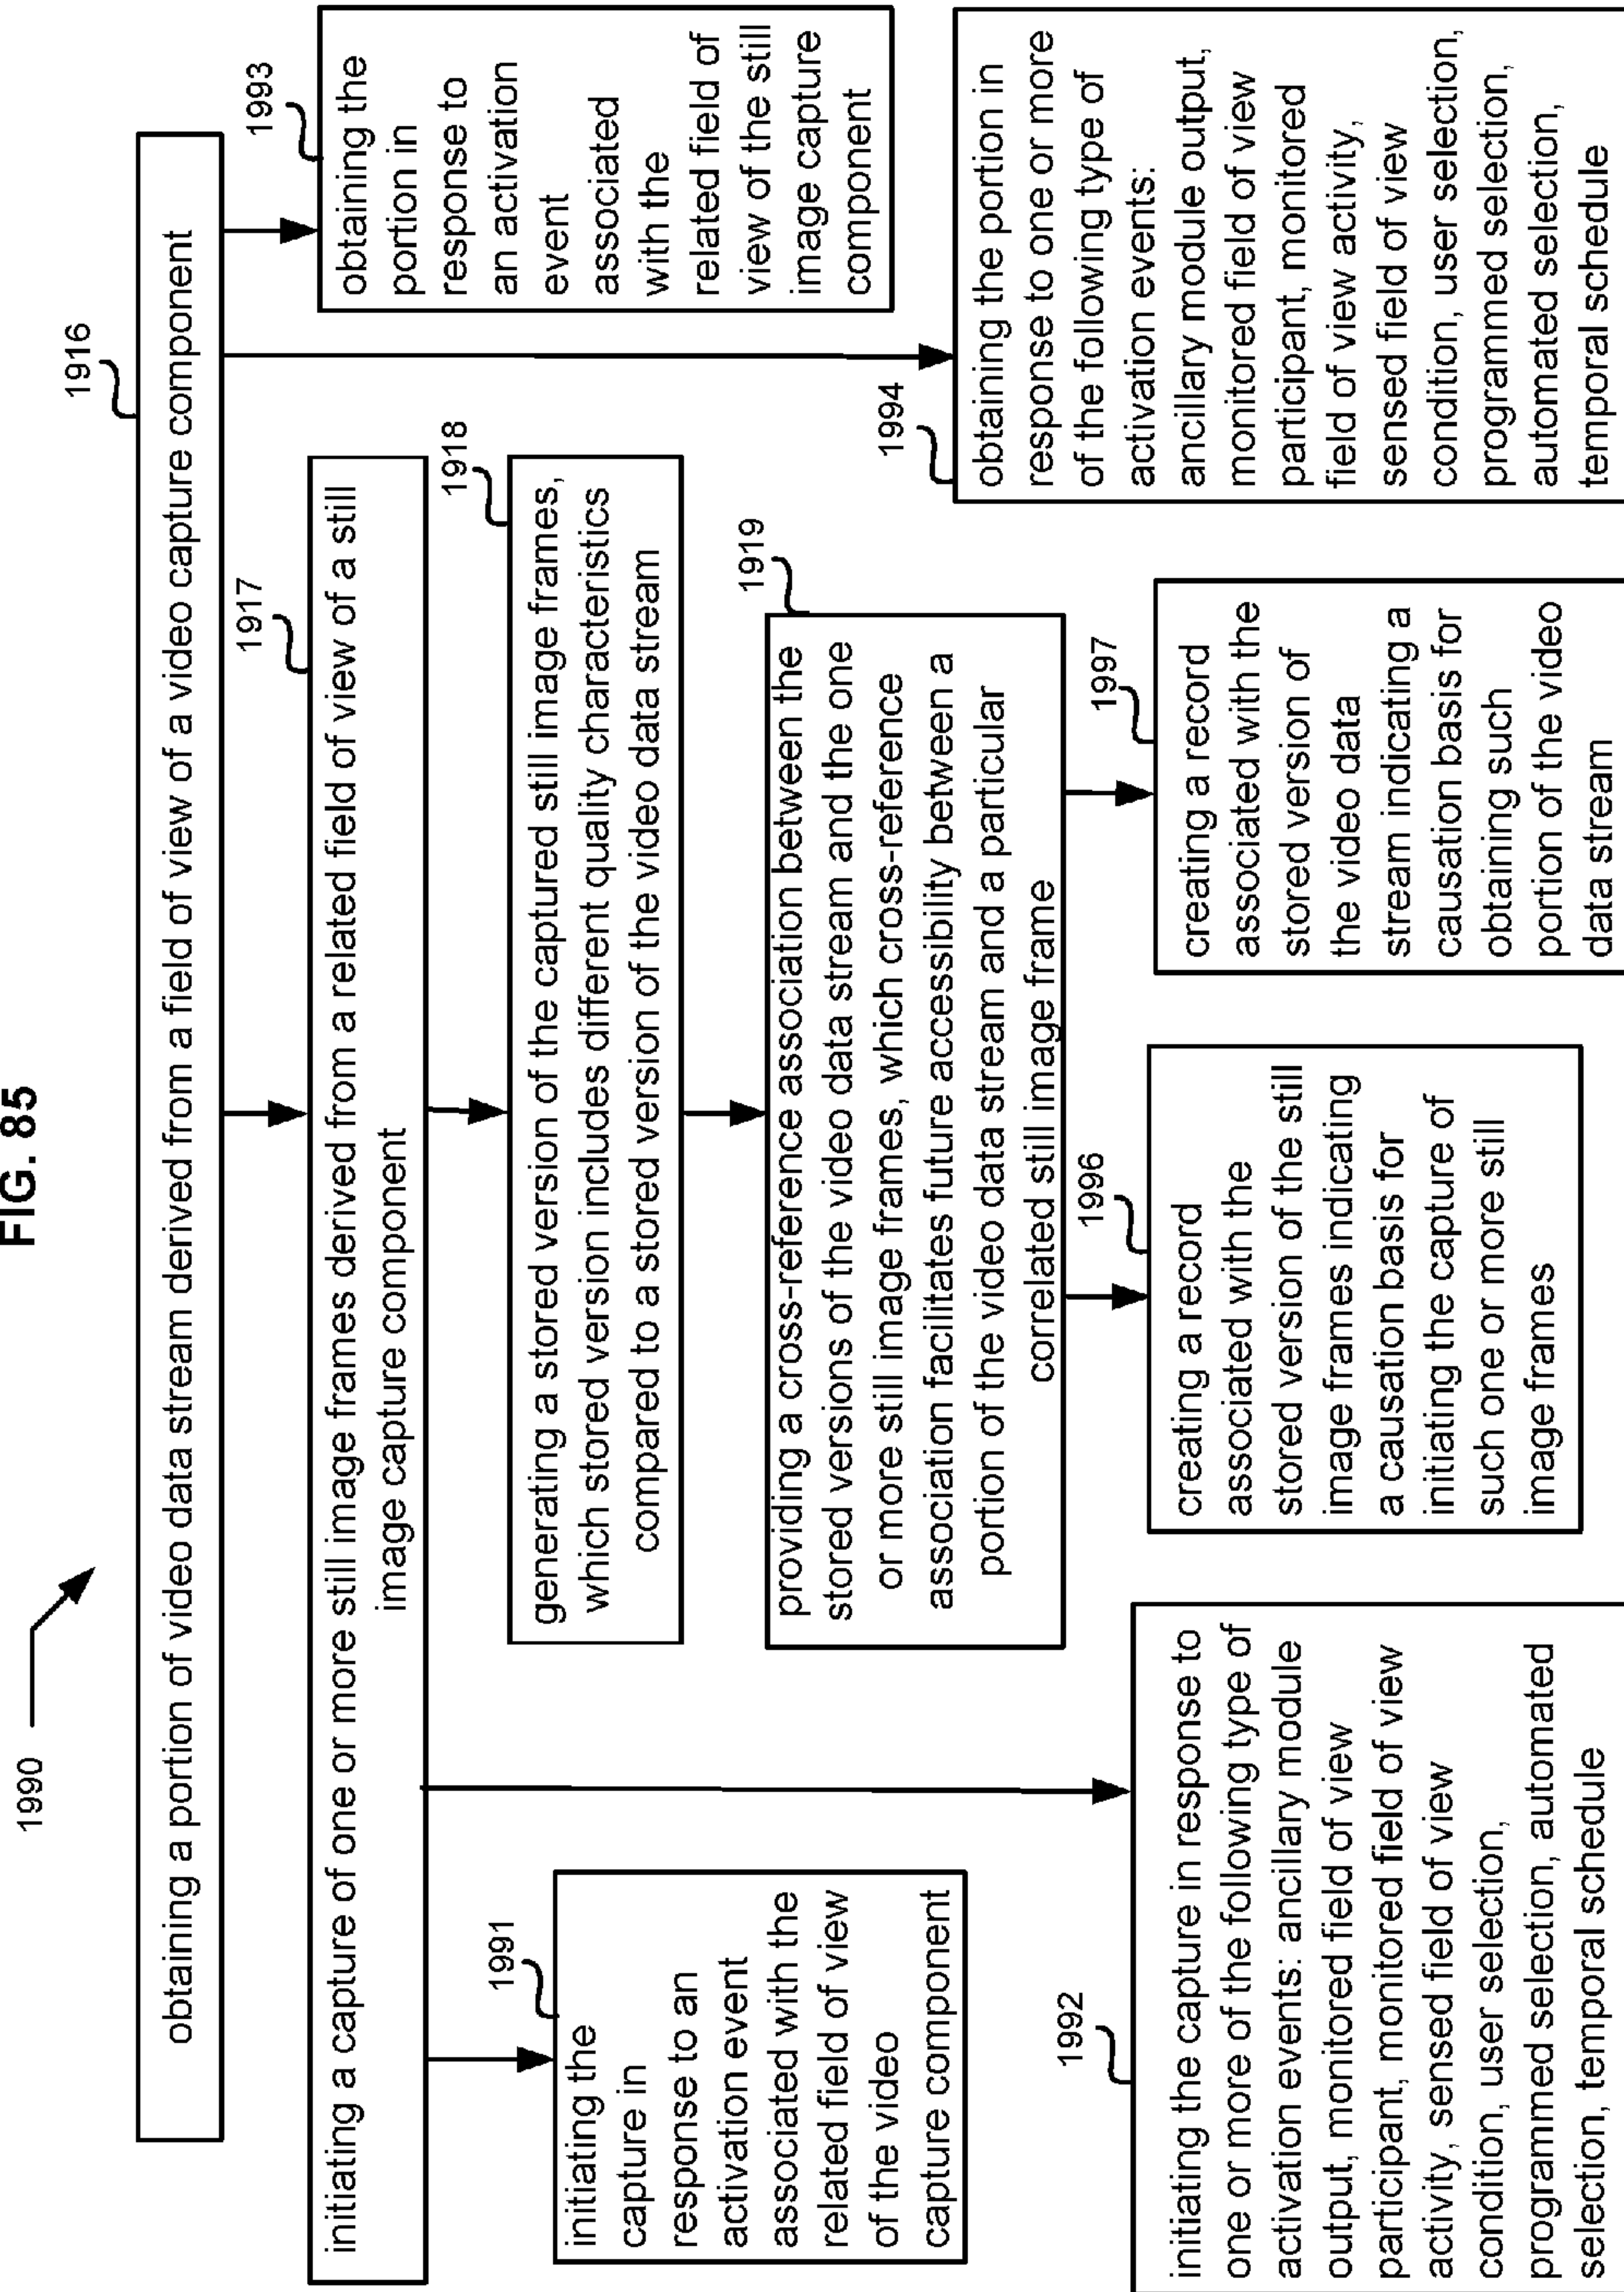 FIG. 85
1990
1916
obtaining a portion of video data stream derived from a field of view of a video capture component
1917
initiating a capture of one or more still image frames derived from a related field of view of a still
image capture component
1993
obtaining the
portion in
response to
an activation
event
associated
with the
related field of
view of the still
image capture
component
1918
generating a stored version of the captured still image frames,
which stored version includes different quality characteristics
compared to a stored version of the video data stream
1991
initiating the
capture in
response to an
activation event
associated with the
related field of view
of the video
capture component
1919
providing a cross-reference association between the
stored versions of the video data stream and the one
or more still image frames, which cross-reference
association facilitates future accessibility between a
portion of the video data stream and a particular
correlated still image frame
1994
obtaining the portion in
response to one or more
of the following type of
activation events:
ancillary module output,
monitored field of view
participant, monitored
field of view activity,
sensed field of view
condition, user selection,
programmed selection,
automated selection,
temporal schedule
1992
initiating the capture in response to
one or more of the following type of
activation events: ancillary module
output, monitored field of view
participant, monitored field of view
activity, sensed field of view
condition, user selection,
programmed selection, automated
selection, temporal schedule
1996
creating a record
associated with the
stored version of the still
image frames indicating
a causation basis for
initiating the capture of
such one or more still
image frames
1997
creating a record
associated with the
stored version of
the video data
stream indicating a
causation basis for
obtaining such
portion of the video
data stream